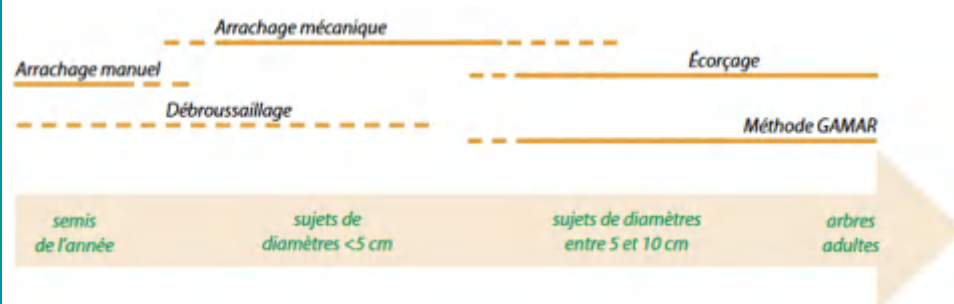 Arrachage mécanique
Arrachage manuel
Écorçage
Débroussaillage
Méthode GAMAR
semis
de l'année
sujets de
diamètres <5 cm
sujets de diamètres
entre 5 et 10 cm
arbres
adultes